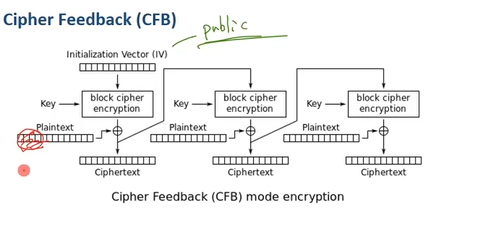 Cipher Feedback (CFB)
public
Initialization Vector (IV)
Key
block cipher
encryption
Key
block cipher
encryption
Key
block cipher
encryption
Plaintext
Plaintext
Plaintext
Ciphertext
Ciphertext
Ciphertext
Cipher Feedback (CFB) mode encryption